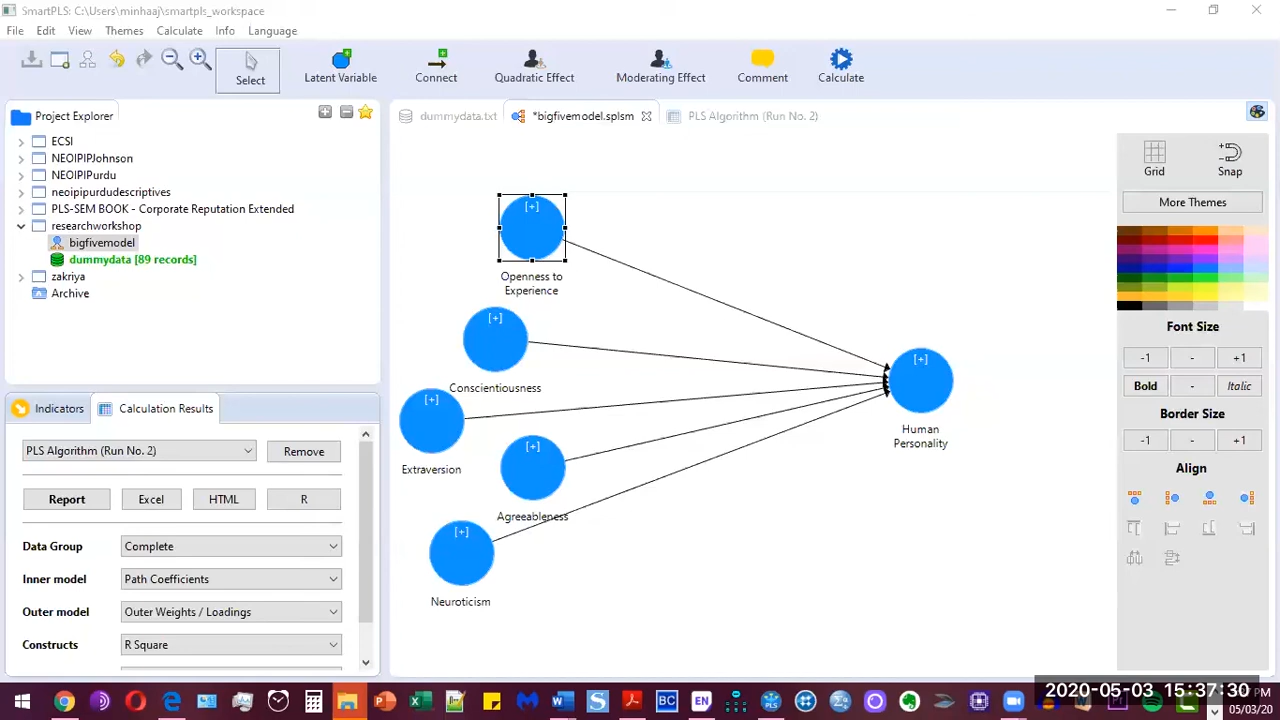 SmartPLS: C:\Users\minhaaj\smartpls_workspace
File Edit View Themes Calculate Info Language
Select
Latent Variable
Connect
Quadratic Effect
Moderating Effect
Comment
Calculate
Project Explorer
ECSI
NEOIPIPJohnson
NEOIPIPurdu
neoipipurdudescriptives
PLS-SEM BOOK - Corporate Reputation Extended
researchworkshop
bigfivemodel
dummydata [89 records]
zakriya
Archive
Indicators
Calculation Results
PLS Algorithm (Run No. 2)
Remove
Report
Excel
HTML
R
Data Group
Complete
Inner model
Path Coefficients
Outer model
Outer Weights / Loadings
Constructs
R Square
dummydata.txt
*bigfivemodel.splsm
PLS Algorithm (Run No. 2)
[+]
Openness to
Experience
[+]
Conscientiousness
[+]
Extraversion
[+]
Agreeableness
[+]
Neuroticism
[+]
Human
Personality
Grid
Snap
More Themes
Font Size
-1 - +1
Bold - Italic
Border Size
-1 - +1
Align
BC
EN
PLS
2020-05-03 15:37:30
PM
05/03/20